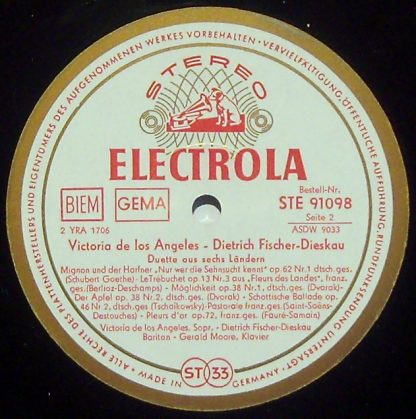 ALLE RECHTE DES PLATTENHERSTELLERS UND EIGENTÜMERS DES AUFGENOMMENEN WERKES VORBEHALTEN · VERVIELFÄLTIGUNG, ÖFFENTLICHE AUFFÜHRUNG, RUNDFUNKSENDUNG UNTERSAGT ·
STEREO
ELECTROLA
BIEM
GEMA
Bestell-Nr.
STE 91098
Seite 2
2 YRA 1706
ASDW 9033
Victoria de los Angeles - Dietrich Fischer-Dieskau
Duette aus sechs Ländern
Mignon und der Harfner „Nur wer die Sehnsucht kennt" op. 62 Nr. 1 dtsch. ges.
(Schubert Goethe) - Le Trébuchet op. 13 Nr. 3 aus „Fleurs des Landes", franz.
ges. (Berlioz-Deschamps) - Möglichkeit op. 38 Nr. 1, dtsch. ges. (Dvorak) -
Der Apfel op. 38 Nr. 2, dtsch. ges. (Dvorak) - Schottische Ballade op.
46 Nr 2, dtsch. ges (Tschaikowsky) - Pastorale franz. ges. (Saint-Saëns-
Destouches) - Pleurs d'or op. 72, franz. ges. (Fauré-Samain)
Victoria de los Angeles, Sopr. - Dietrich Fischer-Dieskau
Bariton - Gerald Moore, Klavier
ST 33
MADE IN GERMANY